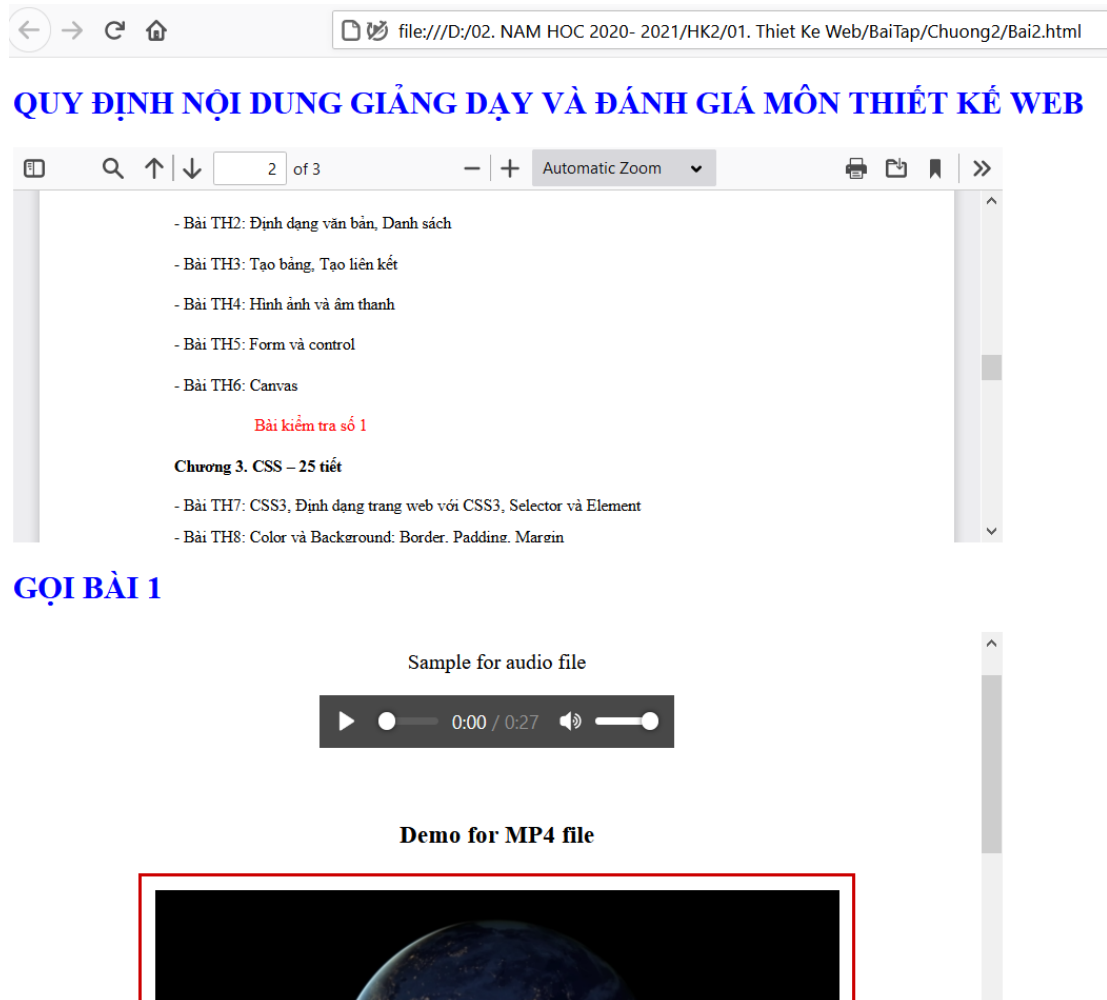 file:///D:/02. NAM HOC 2020- 2021/HK2/01. Thiet Ke Web/BaiTap/Chuong2/Bai2.html
QUY ĐỊNH NỘI DUNG GIẢNG DẠY VÀ ĐÁNH GIÁ MÔN THIẾT KẾ WEB
2 of 3 Automatic Zoom
- Bài TH2: Định dạng văn bản, Danh sách
- Bài TH3: Tạo bảng, Tạo liên kết
- Bài TH4: Hình ảnh và âm thanh
- Bài TH5: Form và control
- Bài TH6: Canvas
Bài kiểm tra số 1
Chương 3. CSS – 25 tiết
- Bài TH7: CSS3, Định dạng trang web với CSS3, Selector và Element
- Bài TH8: Color và Background: Border. Padding. Margin
GỌI BÀI 1
Sample for audio file
0:00 / 0:27
Demo for MP4 file